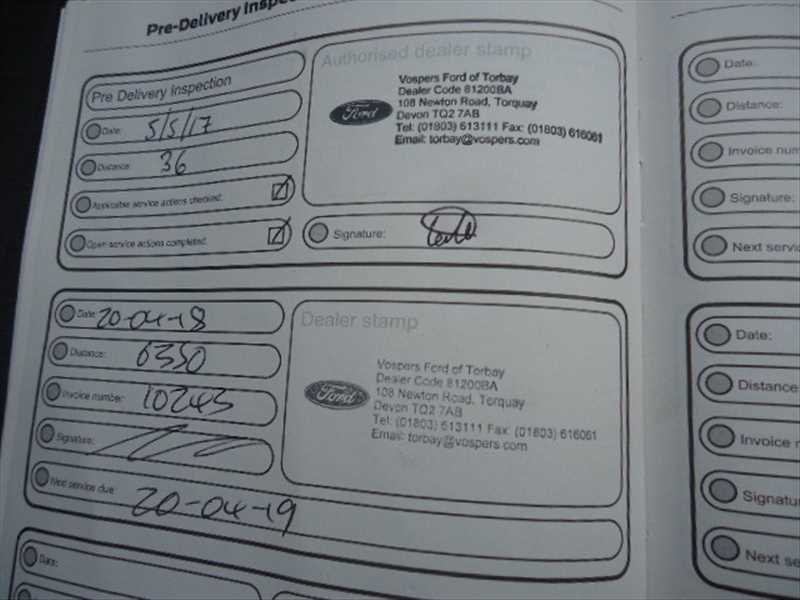 Pre-Delivery Inspec
Pre Delivery Inspection
Date: 5/5/17
Distance: 36
Applicable service actions checked:
Open service actions completed:
Authorised dealer stamp
Ford
Vospers Ford of Torbay
Dealer Code 81200BA
108 Newton Road, Torquay
Devon TQ2 7AB
Tel: (01803) 613111 Fax: (01803) 616061
Email: torbay@vospers.com
Signature:
Date: 20-04-18
Distance: 6350
Invoice number: 10243
Signature:
Next service due: 20-04-19
Dealer stamp
Ford
Vospers Ford of Torbay
Dealer Code 81200BA
108 Newton Road, Torquay
Devon TQ2 7AB
Tel: (01803) 613111 Fax: (01803) 616061
Email: torbay@vospers.com
Date:
Date:
Distance:
Invoice num
Signature:
Next servic
Date:
Distance
Invoice n
Signatu
Next se